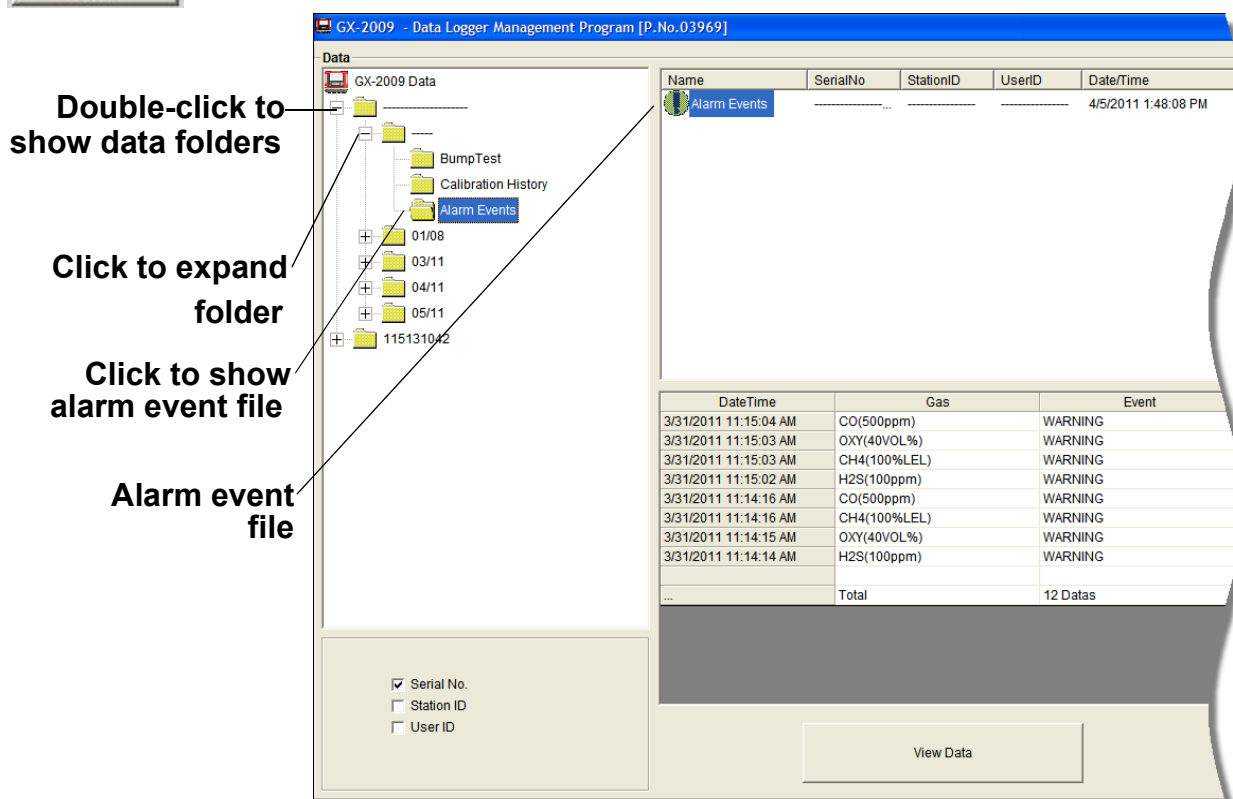 GX-2009 - Data Logger Management Program [P.No.03969]
Data
GX-2009 Data
--------------------
-----
BumpTest
Calibration History
Alarm Events
01/08
03/11
04/11
05/11
115131042
Double-click to
show data folders
Click to expand
folder
Click to show
alarm event file
Alarm event
file
Name SerialNo StationID UserID Date/Time
Alarm Events ----------------... ---------------- ---------------- 4/5/2011 1:48:08 PM
DateTime Gas Event
3/31/2011 11:15:04 AM CO(500ppm) WARNING
3/31/2011 11:15:03 AM OXY(40VOL%) WARNING
3/31/2011 11:15:03 AM CH4(100%LEL) WARNING
3/31/2011 11:15:02 AM H2S(100ppm) WARNING
3/31/2011 11:14:16 AM CO(500ppm) WARNING
3/31/2011 11:14:16 AM CH4(100%LEL) WARNING
3/31/2011 11:14:15 AM OXY(40VOL%) WARNING
3/31/2011 11:14:14 AM H2S(100ppm) WARNING
... Total 12 Datas
Serial No.
Station ID
User ID
View Data